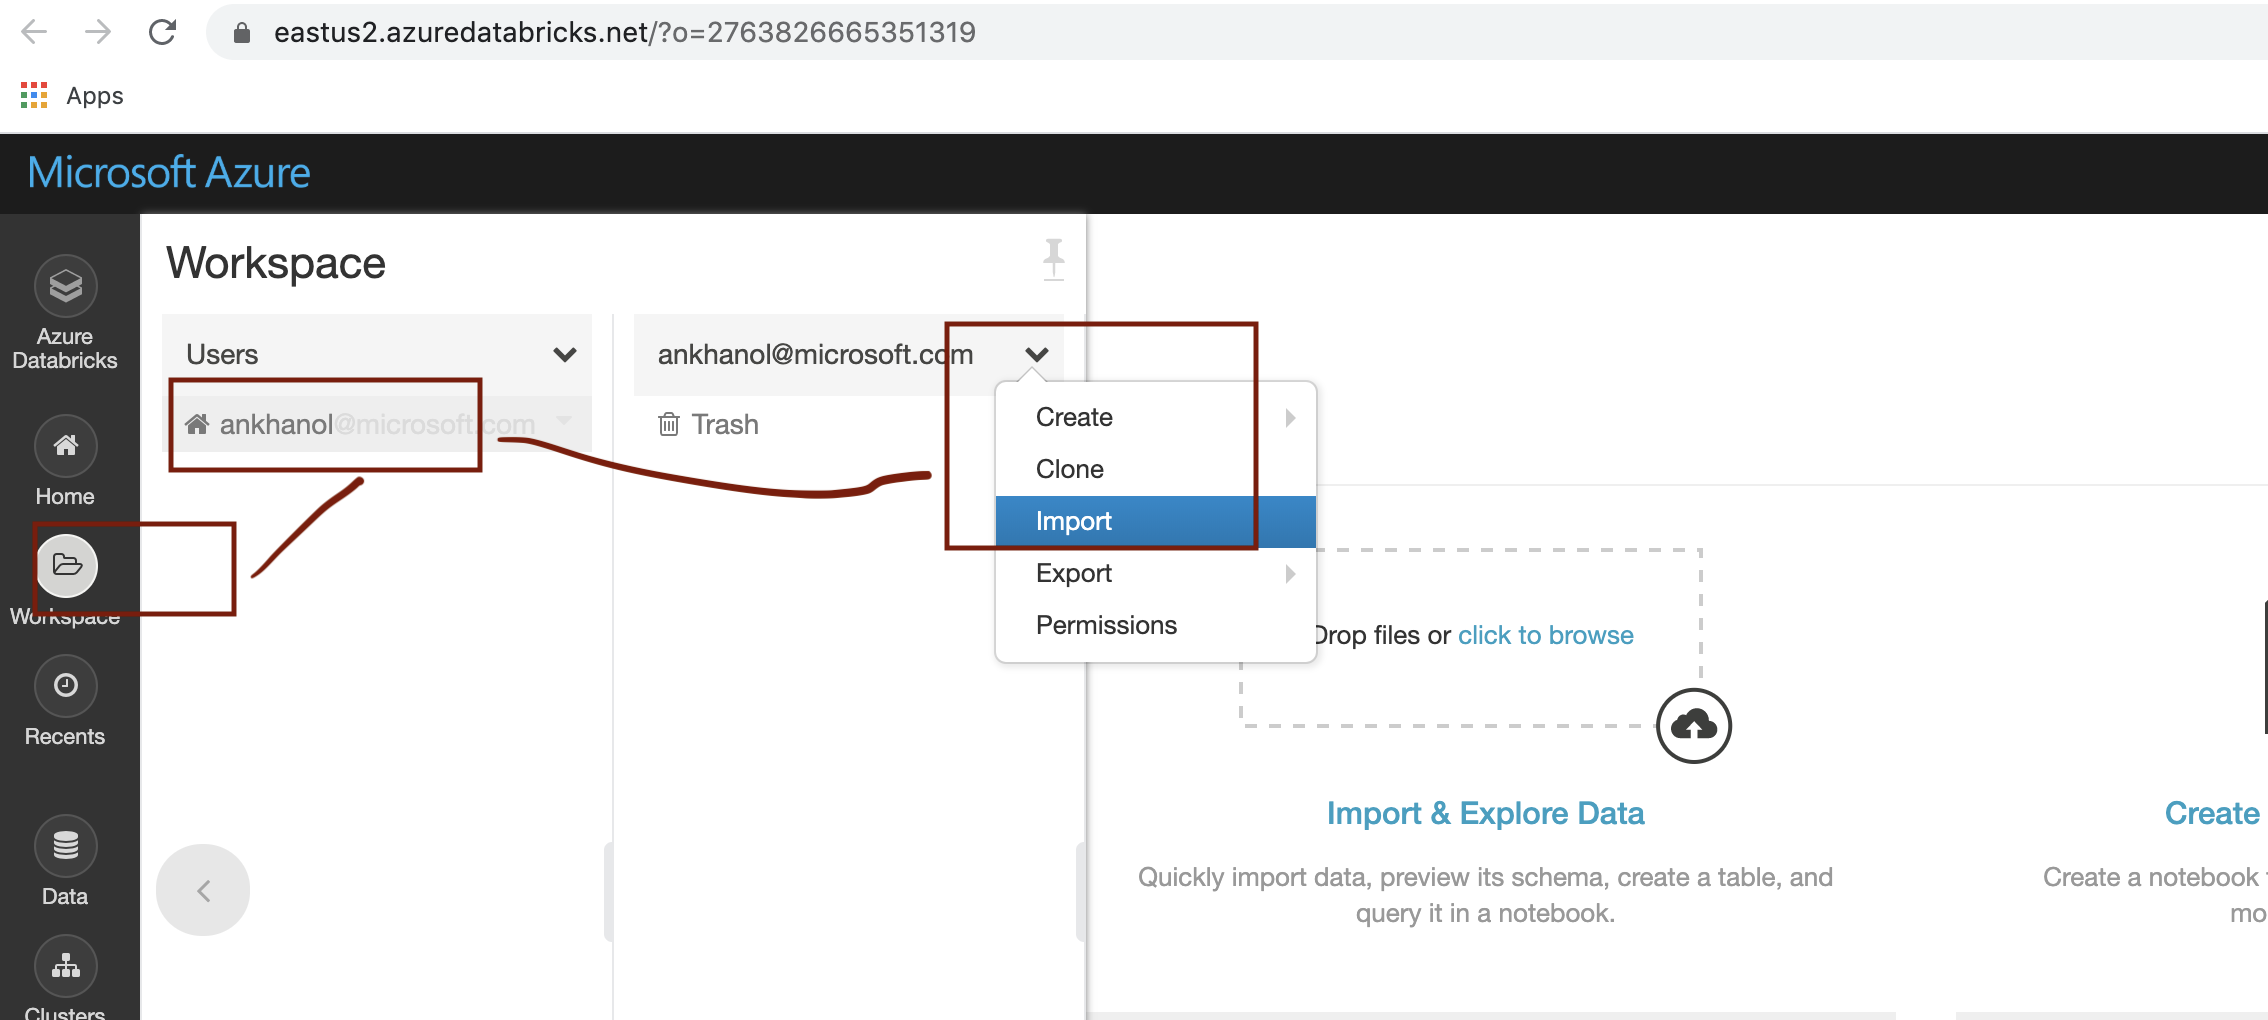 eastus2.azuredatabricks.net/?o=2763826665351319
Apps
Microsoft Azure
Azure
Databricks
Home
Workspace
Recents
Data
Clusters
Workspace
Users
ankhanol@microsoft.com
ankhanol@microsoft.com
Trash
Create
Clone
Import
Export
Permissions
Drop files or click to browse
Import & Explore Data
Quickly import data, preview its schema, create a table, and
query it in a notebook.
Create
Create a notebook
mo